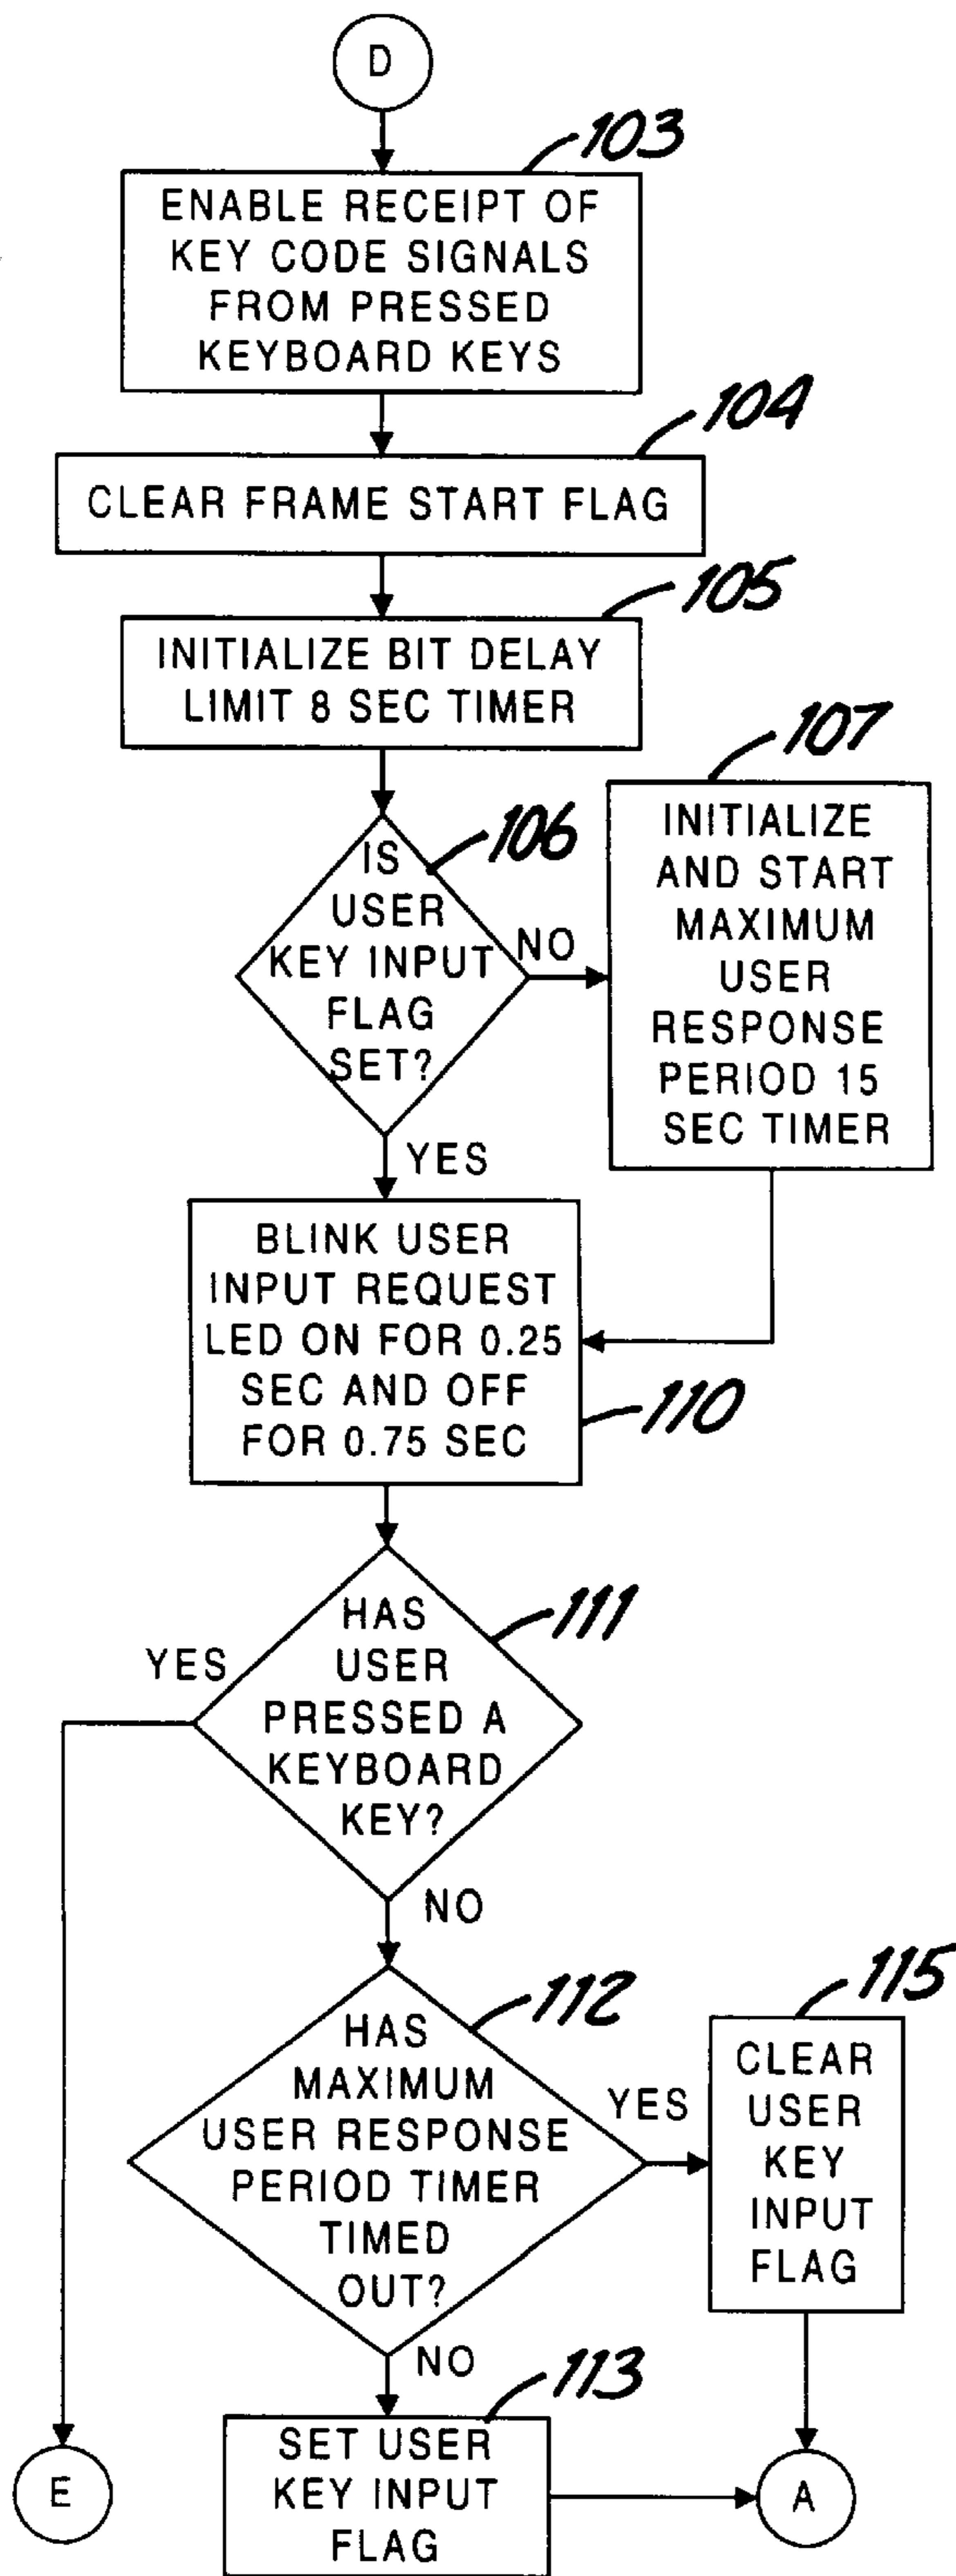 D
103
ENABLE RECEIPT OF
KEY CODE SIGNALS
FROM PRESSED
KEYBOARD KEYS
104
CLEAR FRAME START FLAG
105
INITIALIZE BIT DELAY
LIMIT 8 SEC TIMER
106
IS
USER
KEY INPUT
FLAG
SET?
NO
107
INITIALIZE
AND START
MAXIMUM
USER
RESPONSE
PERIOD 15
SEC TIMER
YES
BLINK USER
INPUT REQUEST
LED ON FOR 0.25
SEC AND OFF
FOR 0.75 SEC
110
111
HAS
USER
PRESSED A
KEYBOARD
KEY?
YES
NO
112
HAS
MAXIMUM
USER RESPONSE
PERIOD TIMER
TIMED
OUT?
YES
115
CLEAR
USER
KEY
INPUT
FLAG
NO
113
SET USER
KEY INPUT
FLAG
E
A